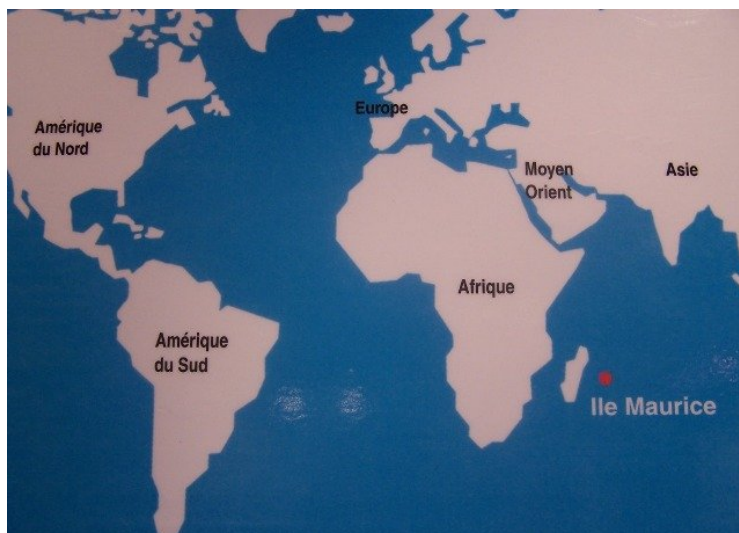 Europe
Amérique
du Nord
Moyen
Orient
Asie
Afrique
Amérique
du Sud
Ile Maurice